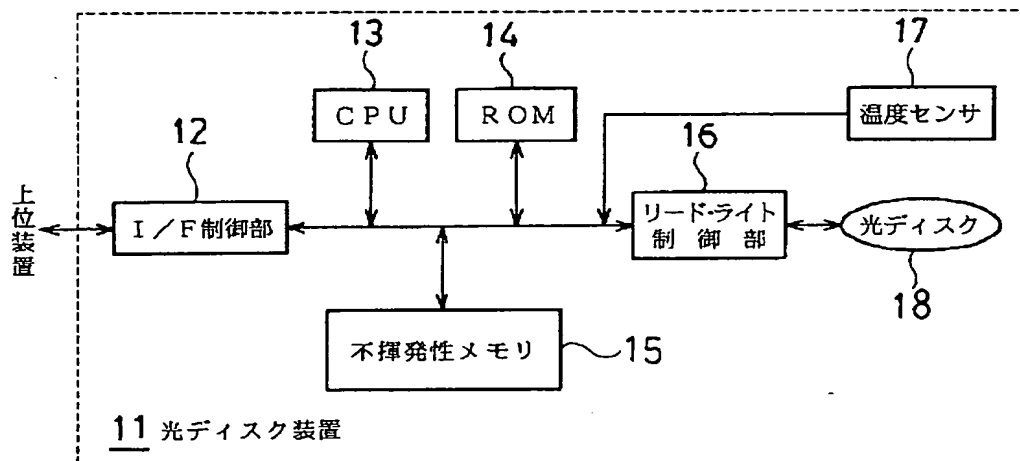 13
14
17
CPU
ROM
温度センサ
12
16
上位装置
I/F制御部
リード・ライト
制御部
光ディスク
18
不揮発性メモリ
15
11 光ディスク装置